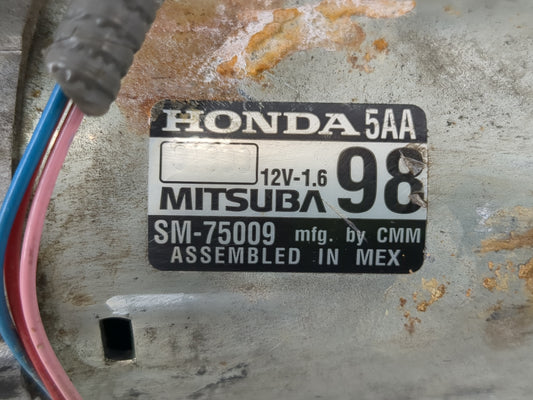 HONDA 5AA
12V-1.6 98
MITSUBA
SM-75009 mfg. by CMM
ASSEMBLED IN MEX.